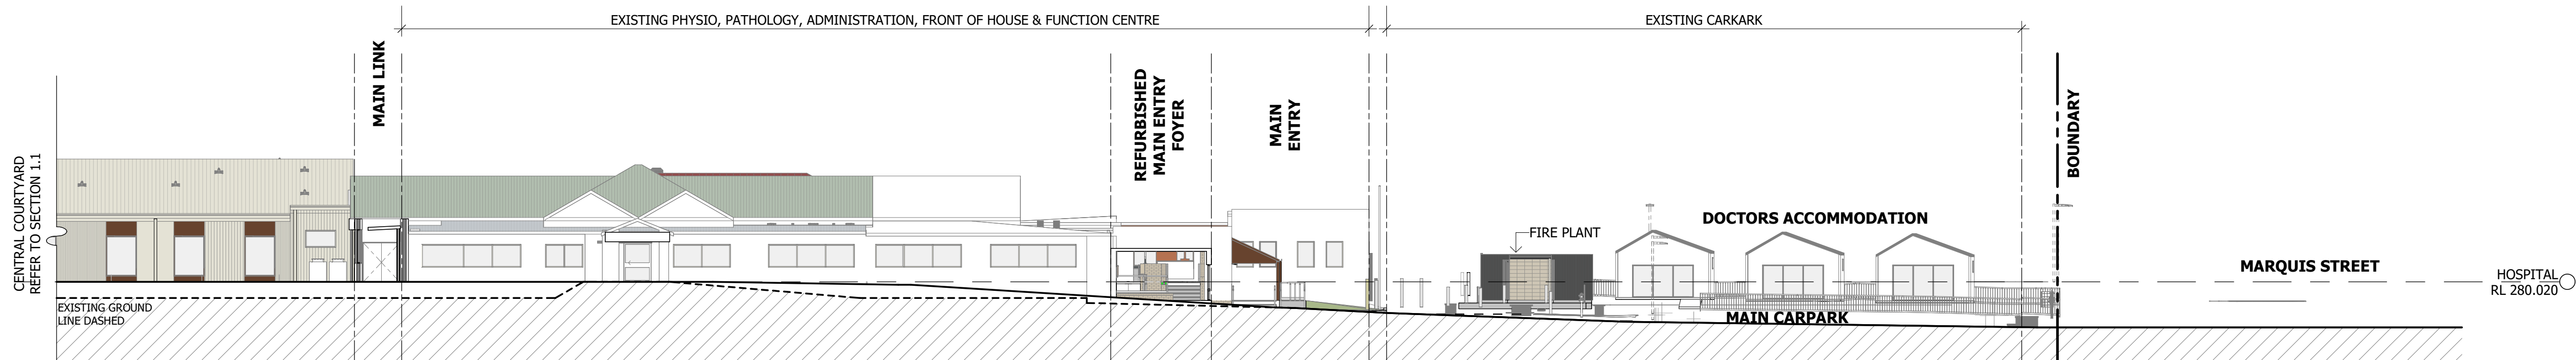 EXISTING PHYSIO, PATHOLOGY, ADMINISTRATION, FRONT OF HOUSE & FUNCTION CENTRE
EXISTING CARKARK
CENTRAL COURTYARD
REFER TO SECTION 1.1
MAIN LINK
REFURBISHED
MAIN ENTRY
FOYER
MAIN
ENTRY
BOUNDARY
FIRE PLANT
DOCTORS ACCOMMODATION
MAIN CARPARK
MARQUIS STREET
HOSPITAL
RL 280.020
EXISTING GROUND
LINE DASHED